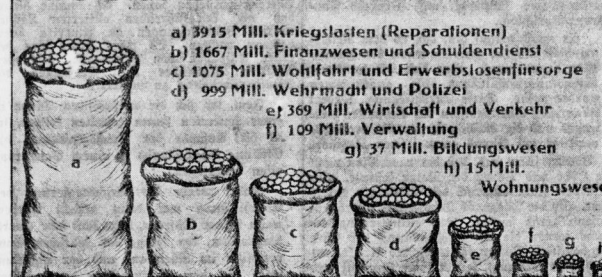 a) 3915 Mill. Kriegslasten (Reparationen)
b) 1667 Mill. Finanzwesen und Schuldendienst
c) 1075 Mill. Wohlfahrt und Erwerbslosenfürsorge
d) 999 Mill. Wehrmacht und Polizei
e) 369 Mill. Wirtschaft und Verkehr
f) 109 Mill. Verwaltung
g) 37 Mill. Bildungswesen
h) 15 Mill.
Wohnungswese
a
b
c
d
e
f
g